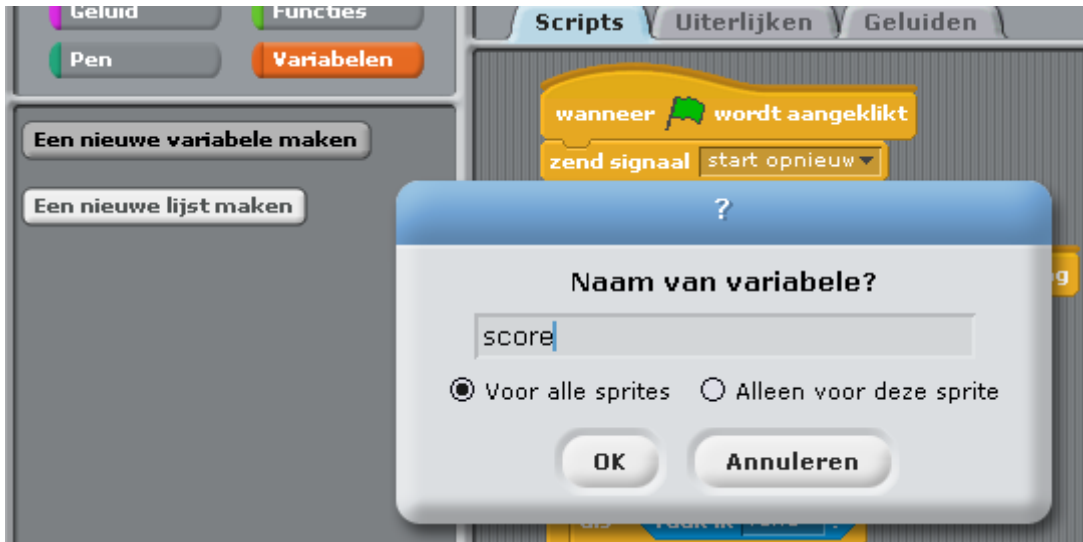 Geluid
Functies
Pen
Variabelen
Een nieuwe variabele maken
Een nieuwe lijst maken
Scripts
Uiterlijken
Geluiden
wanneer wordt aangeklikt
zend signaal start opnieuw
?
Naam van variabele?
score
Voor alle sprites
Alleen voor deze sprite
OK
Annuleren